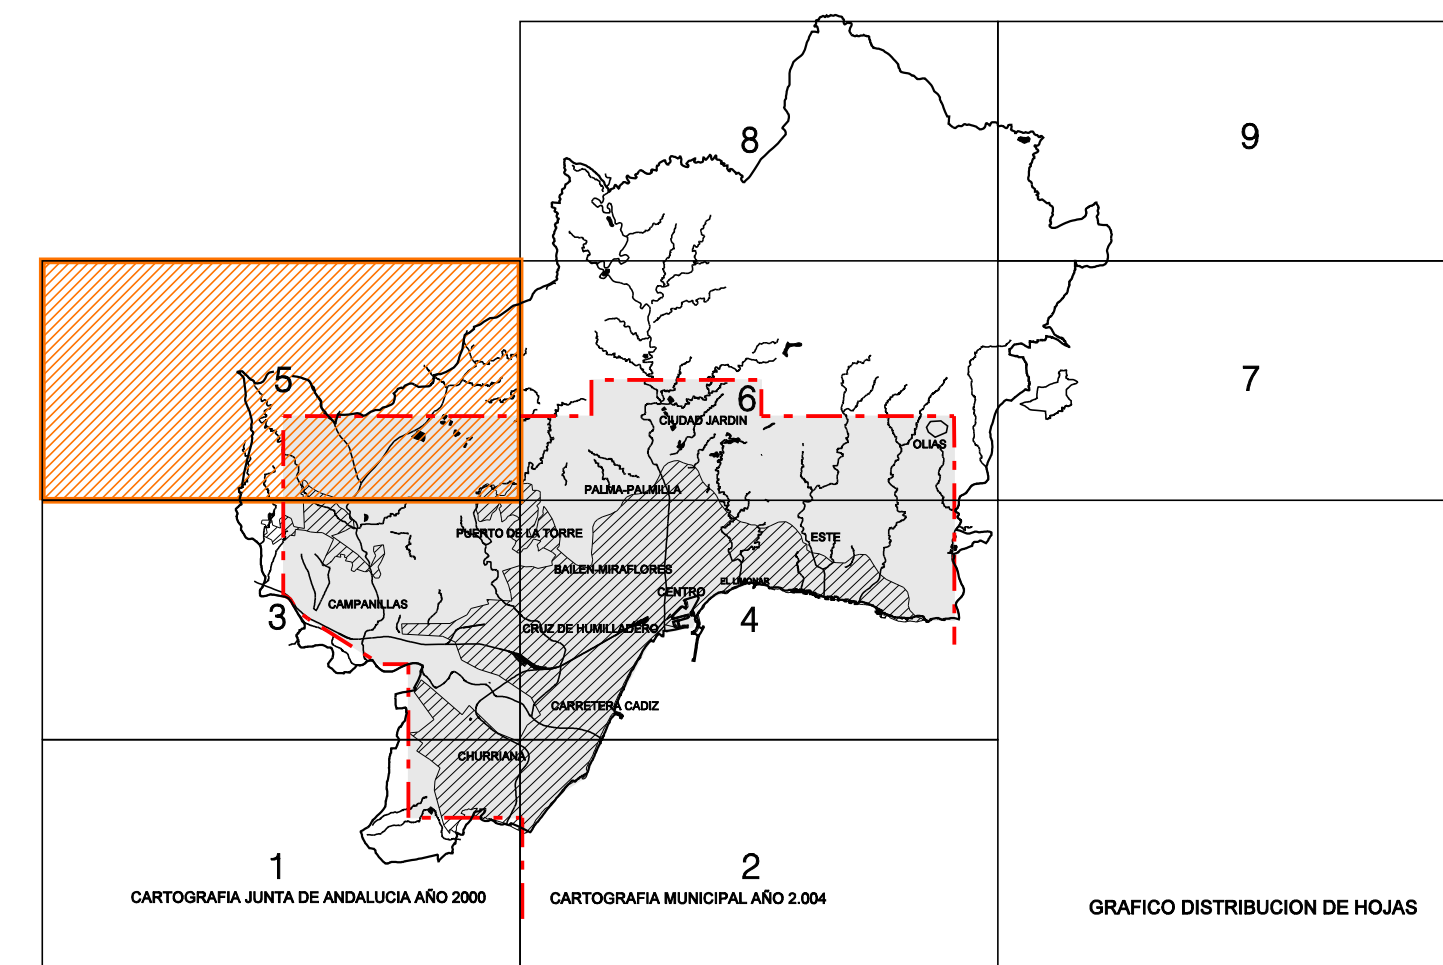 8
9
5
6
7
CIUDAD JARDIN
OLIAS
PALMA-PALMILLA
PUERTO DE LA TORRE
ESTE
BAILEN-MIRAFLORES
EL LIMONAR
CENTRO
CAMPANILLAS
3
4
CRUZ DE HUMILLADERO
CARRETERA CADIZ
CHURRIANA
1
2
CARTOGRAFIA JUNTA DE ANDALUCIA AÑO 2000
CARTOGRAFIA MUNICIPAL AÑO 2.004
GRAFICO DISTRIBUCION DE HOJAS